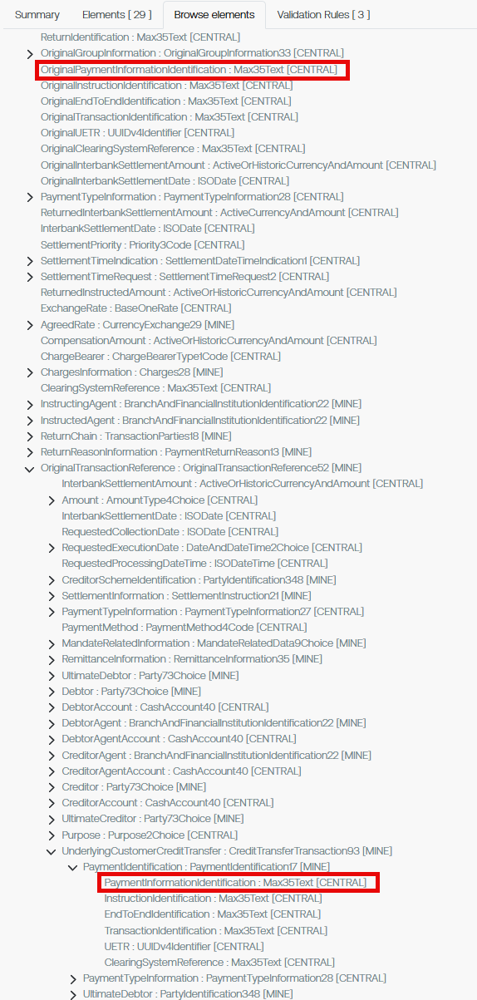 Summary Elements [ 29 ] Browse elements Validation Rules [ 3 ]
ReturnIdentification : Max35Text [CENTRAL]
OriginalGroupInformation : OriginalGroupInformation33 [CENTRAL]
OriginalPaymentInformationIdentification : Max35Text [CENTRAL]
OriginalInstructionIdentification : Max35Text [CENTRAL]
OriginalEndToEndIdentification : Max35Text [CENTRAL]
OriginalTransactionIdentification : Max35Text [CENTRAL]
OriginalUETR : UUIDv4Identifier [CENTRAL]
OriginalClearingSystemReference : Max35Text [CENTRAL]
OriginalInterbankSettlementAmount : ActiveOrHistoricCurrencyAndAmount [CENTRAL]
OriginalInterbankSettlementDate : ISODate [CENTRAL]
PaymentTypeInformation : PaymentTypeInformation28 [CENTRAL]
ReturnedInterbankSettlementAmount : ActiveCurrencyAndAmount [CENTRAL]
InterbankSettlementDate : ISODate [CENTRAL]
SettlementPriority : Priority3Code [CENTRAL]
SettlementTimeIndication : SettlementDateTimeIndication1 [CENTRAL]
SettlementTimeRequest : SettlementTimeRequest2 [CENTRAL]
ReturnedInstructedAmount : ActiveOrHistoricCurrencyAndAmount [CENTRAL]
ExchangeRate : BaseOneRate [CENTRAL]
AgreedRate : CurrencyExchange29 [MINE]
CompensationAmount : ActiveOrHistoricCurrencyAndAmount [CENTRAL]
ChargeBearer : ChargeBearerType1Code [CENTRAL]
ChargesInformation : Charges28 [MINE]
ClearingSystemReference : Max35Text [CENTRAL]
InstructingAgent : BranchAndFinancialInstitutionIdentification22 [MINE]
InstructedAgent : BranchAndFinancialInstitutionIdentification22 [MINE]
ReturnChain : TransactionParties18 [MINE]
ReturnReasonInformation : PaymentReturnReason13 [MINE]
OriginalTransactionReference : OriginalTransactionReference52 [MINE]
InterbankSettlementAmount : ActiveOrHistoricCurrencyAndAmount [CENTRAL]
Amount : AmountType4Choice [CENTRAL]
InterbankSettlementDate : ISODate [CENTRAL]
RequestedCollectionDate : ISODate [CENTRAL]
RequestedExecutionDate : DateAndDateTime2Choice [CENTRAL]
RequestedProcessingDateTime : ISODateTime [CENTRAL]
CreditorSchemeIdentification : PartyIdentification348 [MINE]
SettlementInformation : SettlementInstruction21 [MINE]
PaymentTypeInformation : PaymentTypeInformation27 [CENTRAL]
PaymentMethod : PaymentMethod4Code [CENTRAL]
MandateRelatedInformation : MandateRelatedData9Choice [MINE]
RemittanceInformation : RemittanceInformation35 [MINE]
UltimateDebtor : Party73Choice [MINE]
Debtor : Party73Choice [MINE]
DebtorAccount : CashAccount40 [CENTRAL]
DebtorAgent : BranchAndFinancialInstitutionIdentification22 [MINE]
DebtorAgentAccount : CashAccount40 [CENTRAL]
CreditorAgent : BranchAndFinancialInstitutionIdentification22 [MINE]
CreditorAgentAccount : CashAccount40 [CENTRAL]
Creditor : Party73Choice [MINE]
CreditorAccount : CashAccount40 [CENTRAL]
UltimateCreditor : Party73Choice [MINE]
Purpose : Purpose2Choice [CENTRAL]
UnderlyingCustomerCreditTransfer : CreditTransferTransaction93 [MINE]
PaymentIdentification : PaymentIdentification17 [MINE]
PaymentInformationIdentification : Max35Text [CENTRAL]
InstructionIdentification : Max35Text [CENTRAL]
EndToEndIdentification : Max35Text [CENTRAL]
TransactionIdentification : Max35Text [CENTRAL]
UETR : UUIDv4Identifier [CENTRAL]
ClearingSystemReference : Max35Text [CENTRAL]
PaymentTypeInformation : PaymentTypeInformation28 [CENTRAL]
UltimateDebtor : PartyIdentification348 [MINE]